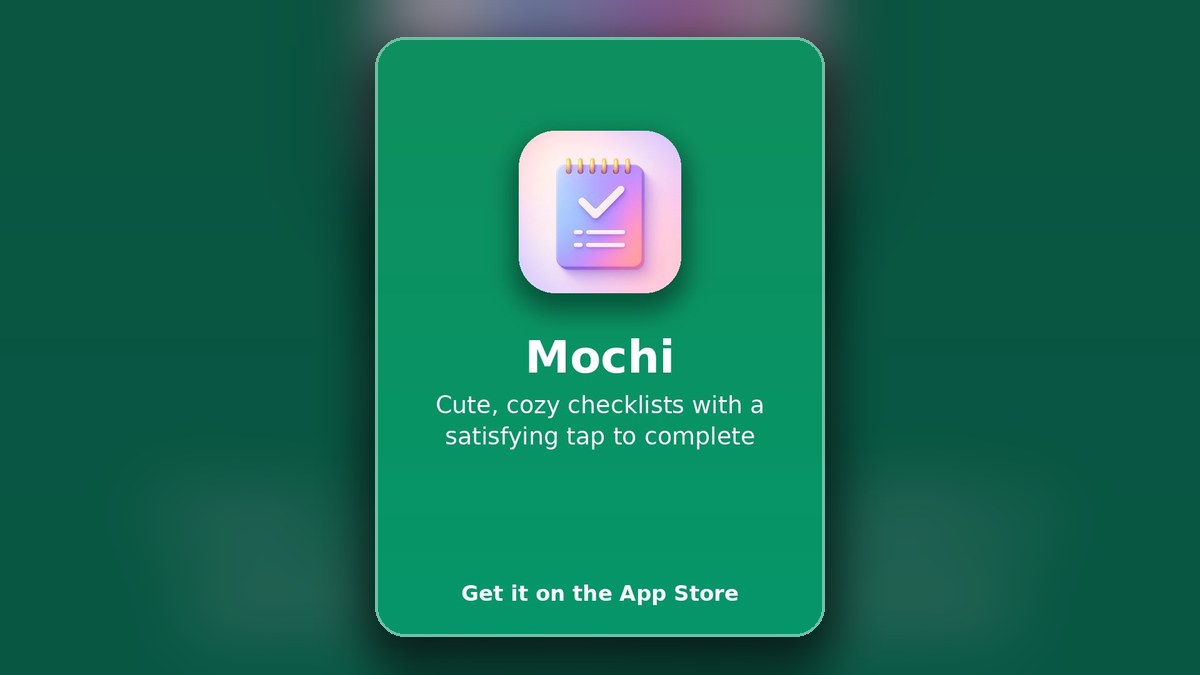 Mochi
Cute, cozy checklists with a
satisfying tap to complete
Get it on the App Store